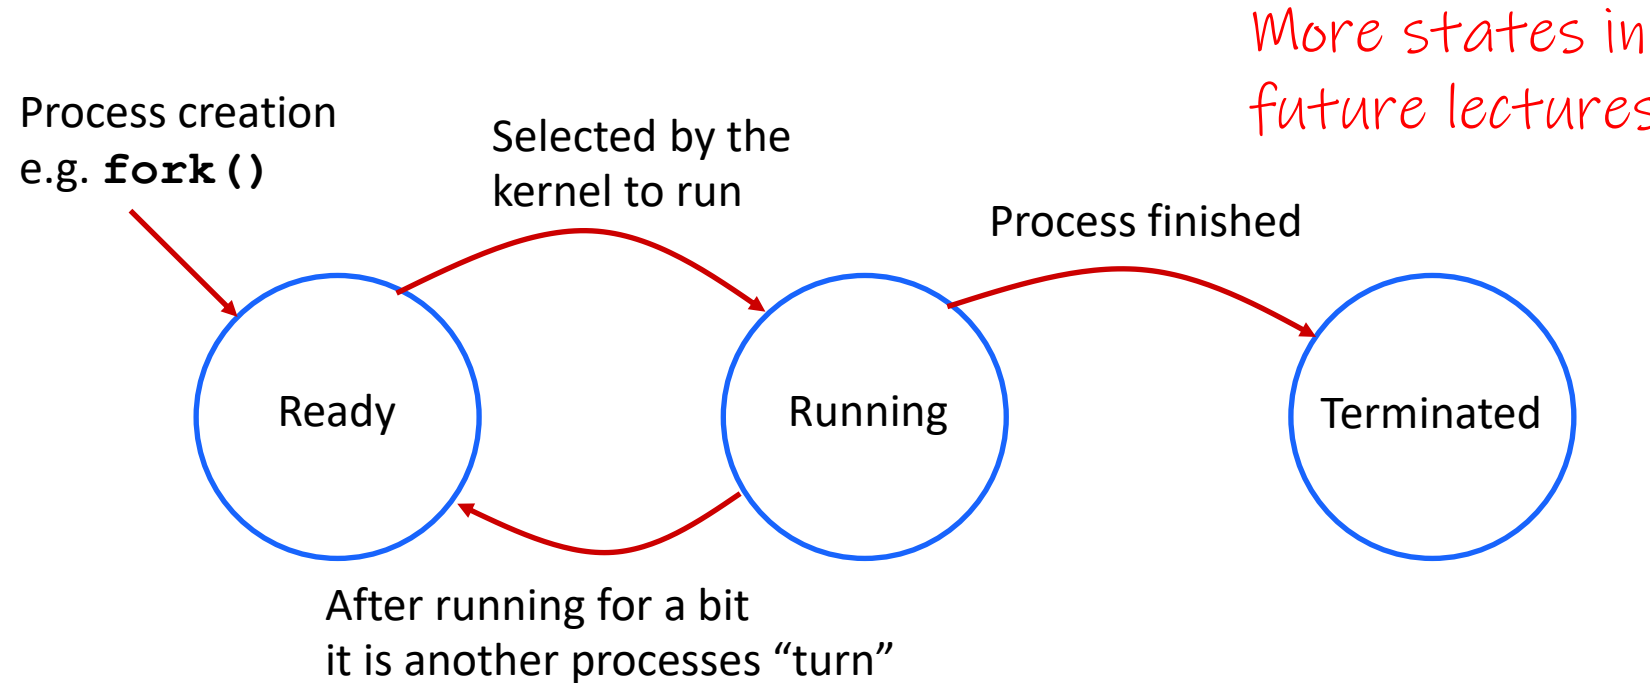 More states in
future lectures
Process creation
e.g. fork()
Selected by the
kernel to run
Process finished
Ready
Running
Terminated
After running for a bit
it is another processes “turn”